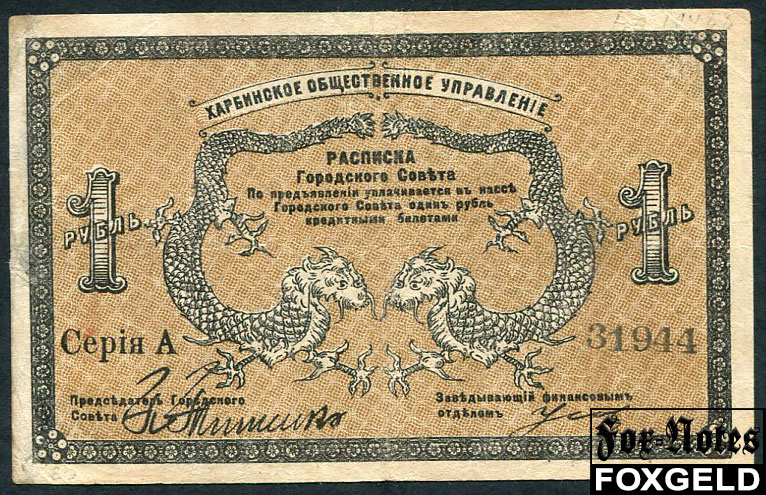 ХАРБИНСКОЕ ОБЩЕСТВЕННОЕ УПРАВЛЕНІЕ
РАСПИСКА
Городского Совѣта
По предъявленіи уплачивается въ кассѣ
Городского Совѣта одинъ рубль
кредитными билетами
1 РУБЛЬ
1 РУБЛЬ
Серія А
31944
Предсѣдатель Городского
Совѣта
Завѣдывающій финансовымъ
отдѣломъ
Fox-Notes
FOXGELD